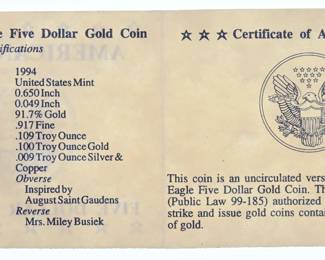 e Five Dollar Gold Coin
ifications
1994
United States Mint
0.650 Inch
0.049 Inch
91.7% Gold
.917 Fine
.109 Troy Ounce
.100 Troy Ounce Gold
.009 Troy Ounce Silver &
Copper
Obverse
Inspired by
August Saint Gaudens
Reverse
Mrs. Miley Busiek
Certificate of A
This coin is an uncirculated vers
Eagle Five Dollar Gold Coin. Th
(Public Law 99-185) authorized
strike and issue gold coins contai
of gold.